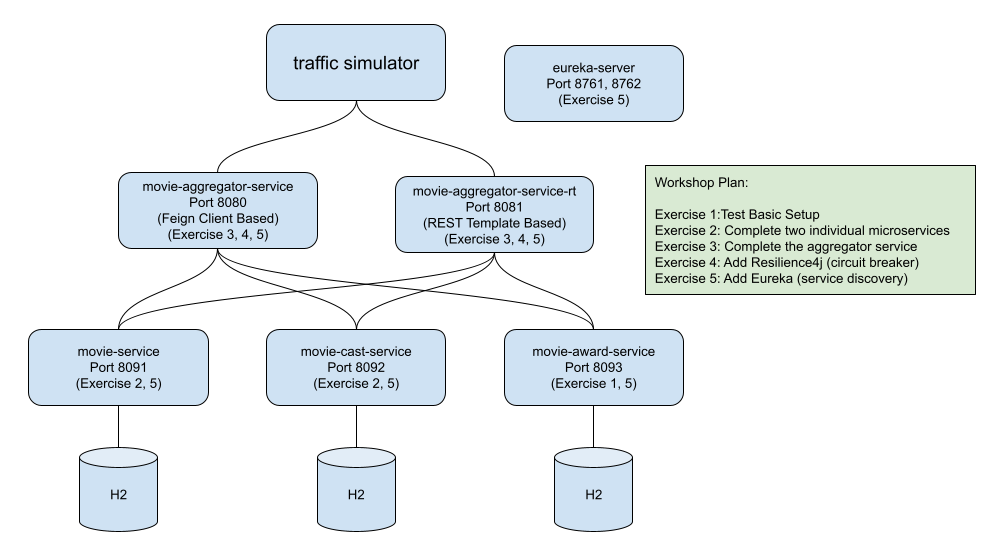 traffic simulator
eureka-server
Port 8761, 8762
(Exercise 5)
movie-aggregator-service
Port 8080
(Feign Client Based)
(Exercise 3, 4, 5)
movie-aggregator-service-rt
Port 8081
(REST Template Based)
(Exercise 3, 4, 5)
Workshop Plan:
Exercise 1:Test Basic Setup
Exercise 2: Complete two individual microservices
Exercise 3: Complete the aggregator service
Exercise 4: Add Resilience4j (circuit breaker)
Exercise 5: Add Eureka (service discovery)
movie-service
Port 8091
(Exercise 2, 5)
movie-cast-service
Port 8092
(Exercise 2, 5)
movie-award-service
Port 8093
(Exercise 1, 5)
H2
H2
H2